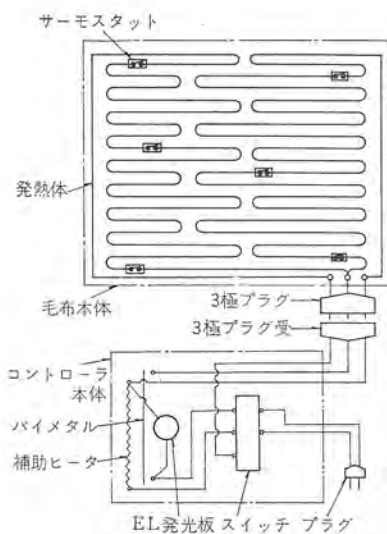 サーモスタット
発熱体
毛布本体
3極プラグ
3極プラグ受
コントローラ
本体
バイメタル
補助ヒータ
EL発光板 スイッチ プラグ